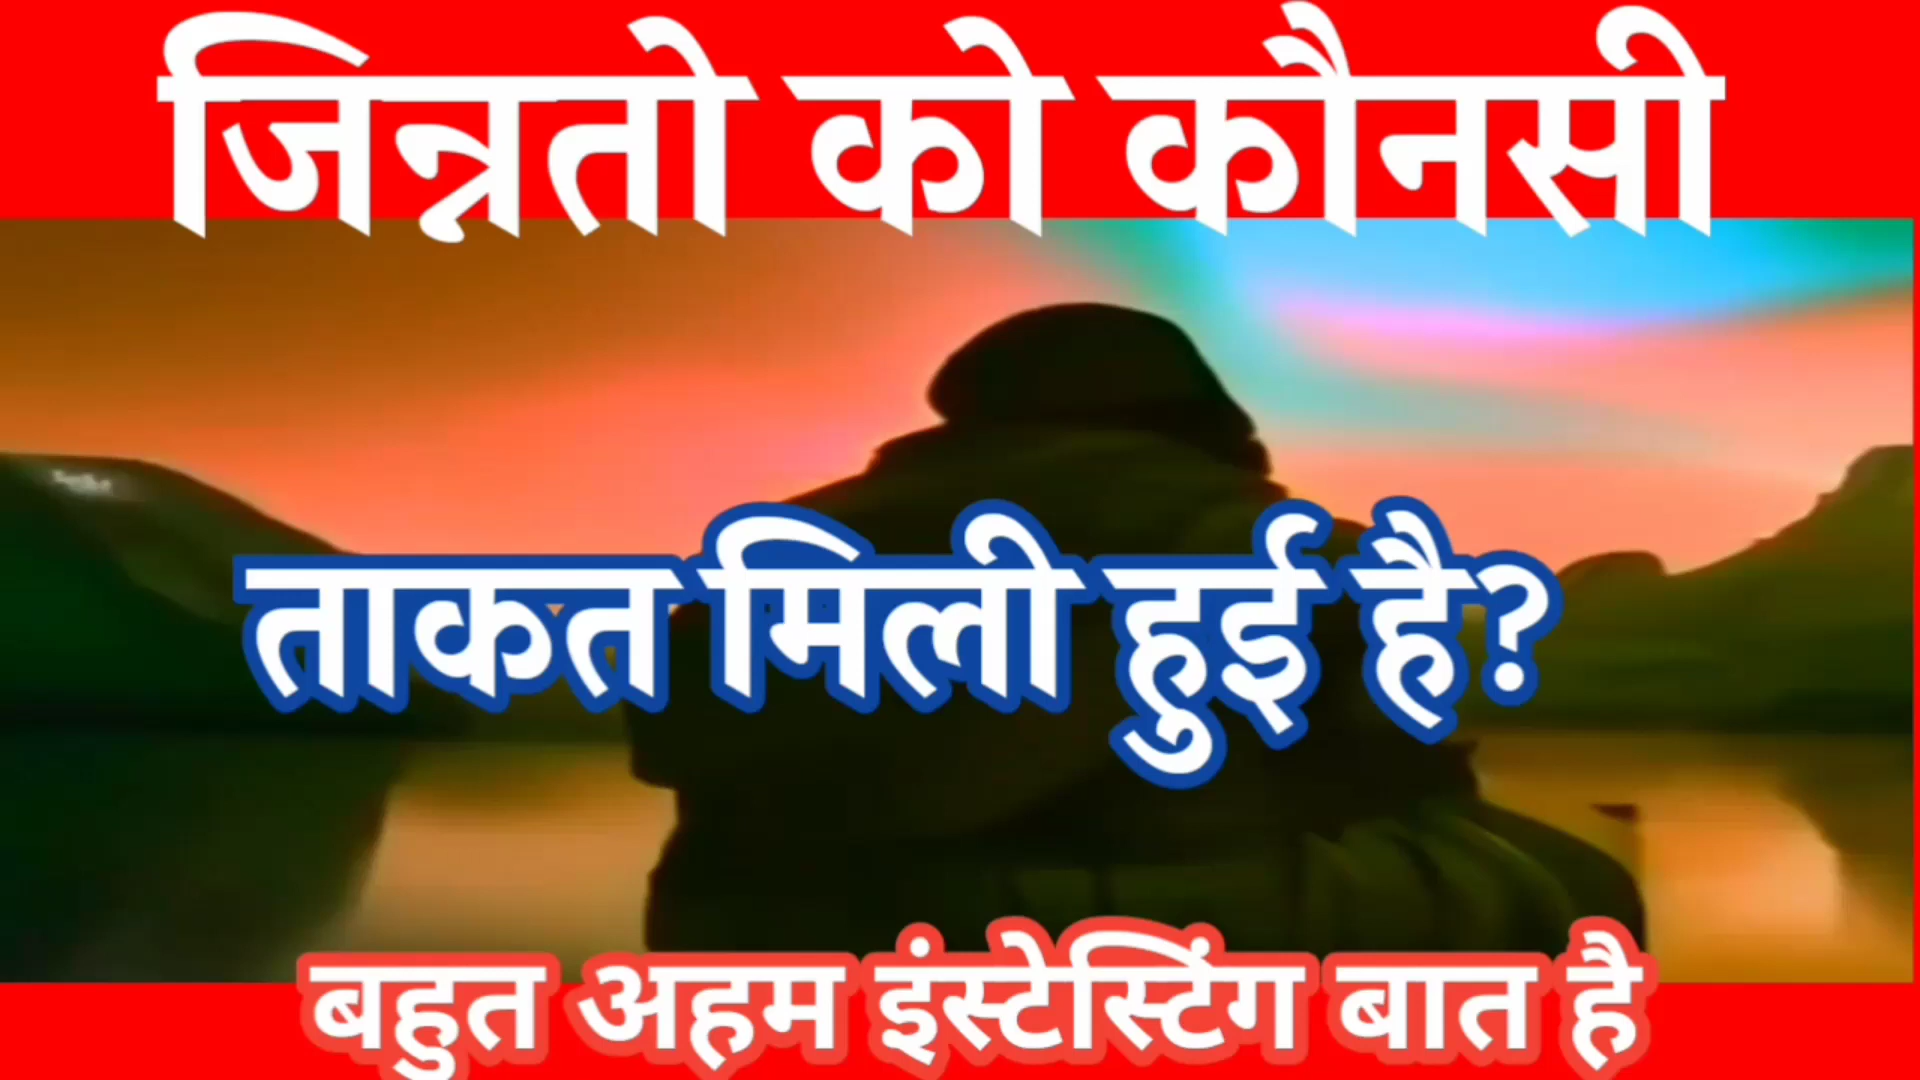 जिन्नतो को कौनसी
ताकत मिली हुई है?
बहुत अहम इंस्टेस्टिंग बात है